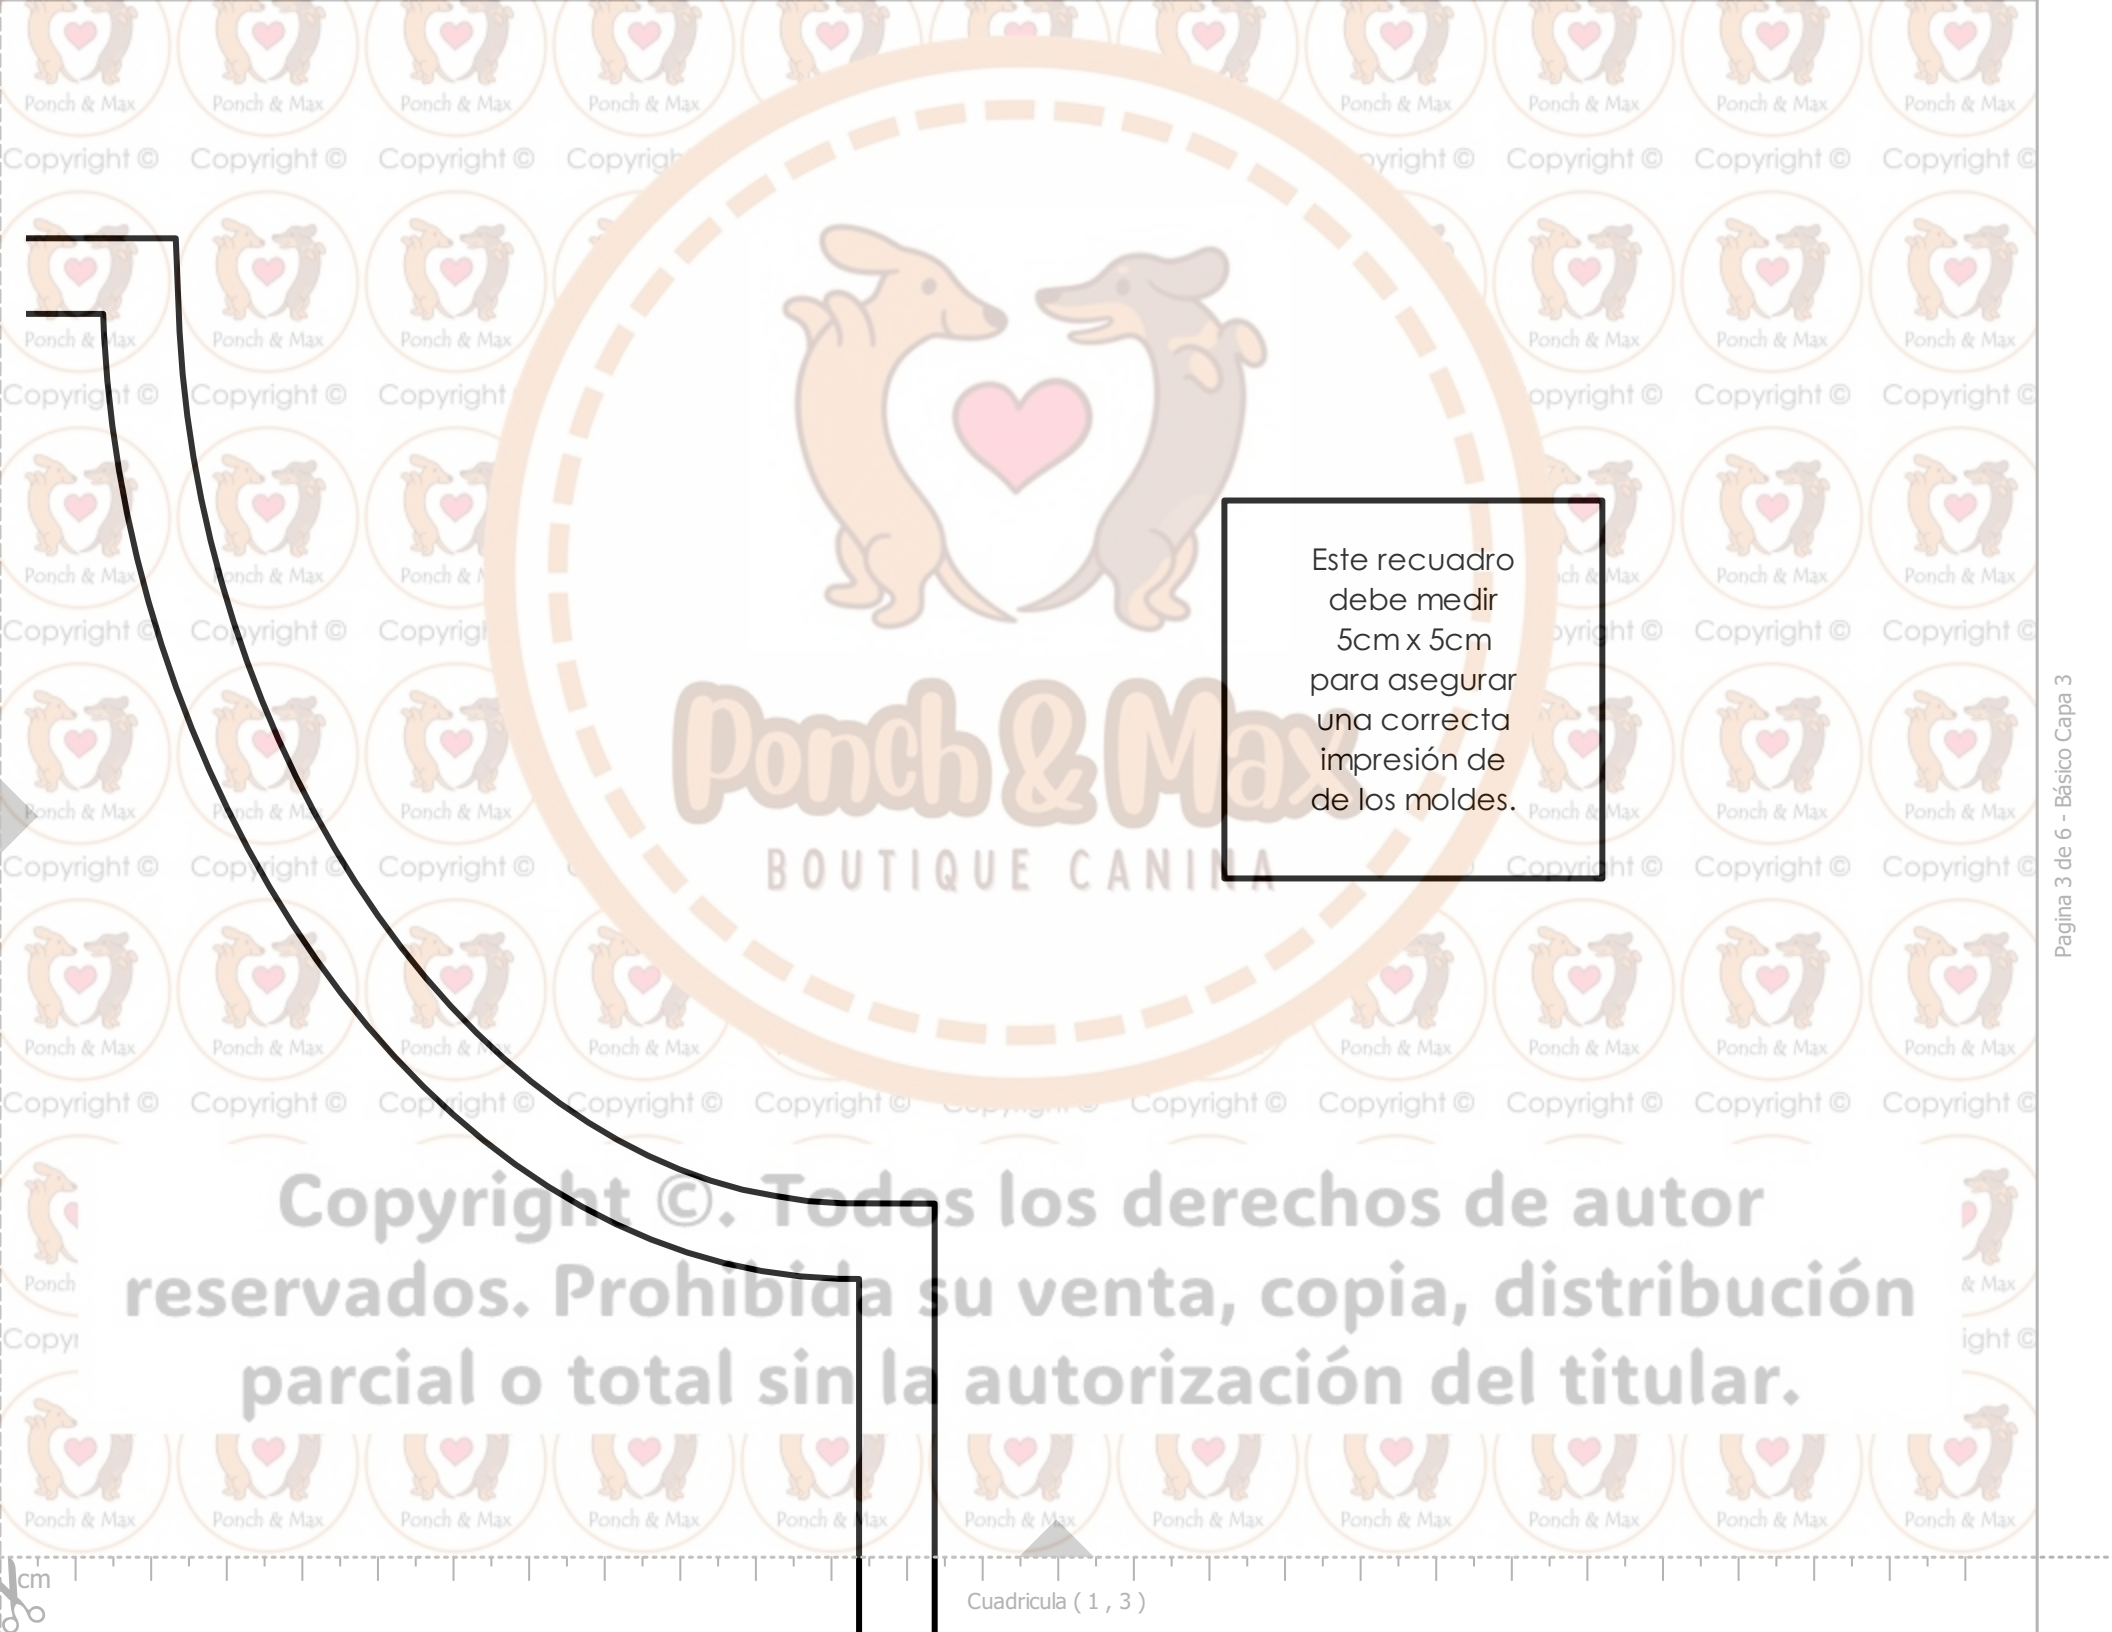 Ponch & Max
BOUTIQUE CANINA
Este recuadro
debe medir
5cm x 5cm
para asegurar
una correcta
impresión de
de los moldes.
Copyright ©. Todos los derechos de autor
reservados. Prohibida su venta, copia, distribución
parcial o total sin la autorización del titular.
Ponch & Max
Copyright ©
cm
Cuadricula ( 1 , 3 )
Pagina 3 de 6 - Básico Capa 3